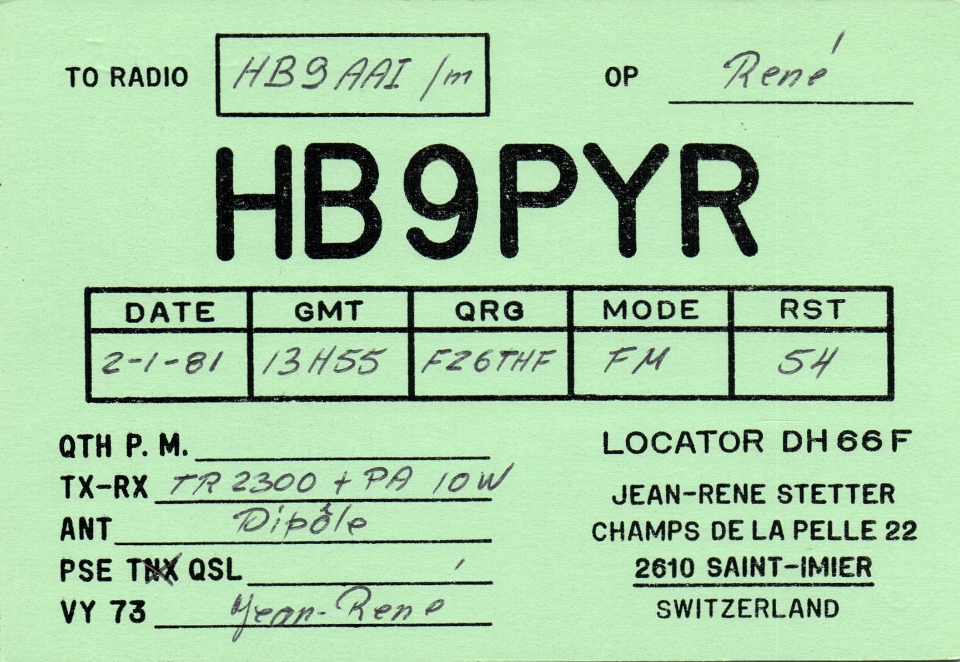 TO RADIO HB9AAI /m OP René
HB9PYR
DATE GMT QRG MODE RST
2-1-81 13H55 FZ6THF FM 54
QTH P. M.
LOCATOR DH66F
TX-RX TR 2300 + PA 10W
JEAN-RENE STETTER
ANT Dipôle
CHAMPS DE LA PELLE 22
PSE TNX QSL
2610 SAINT-IMIER
VY 73 Jean-René
SWITZERLAND